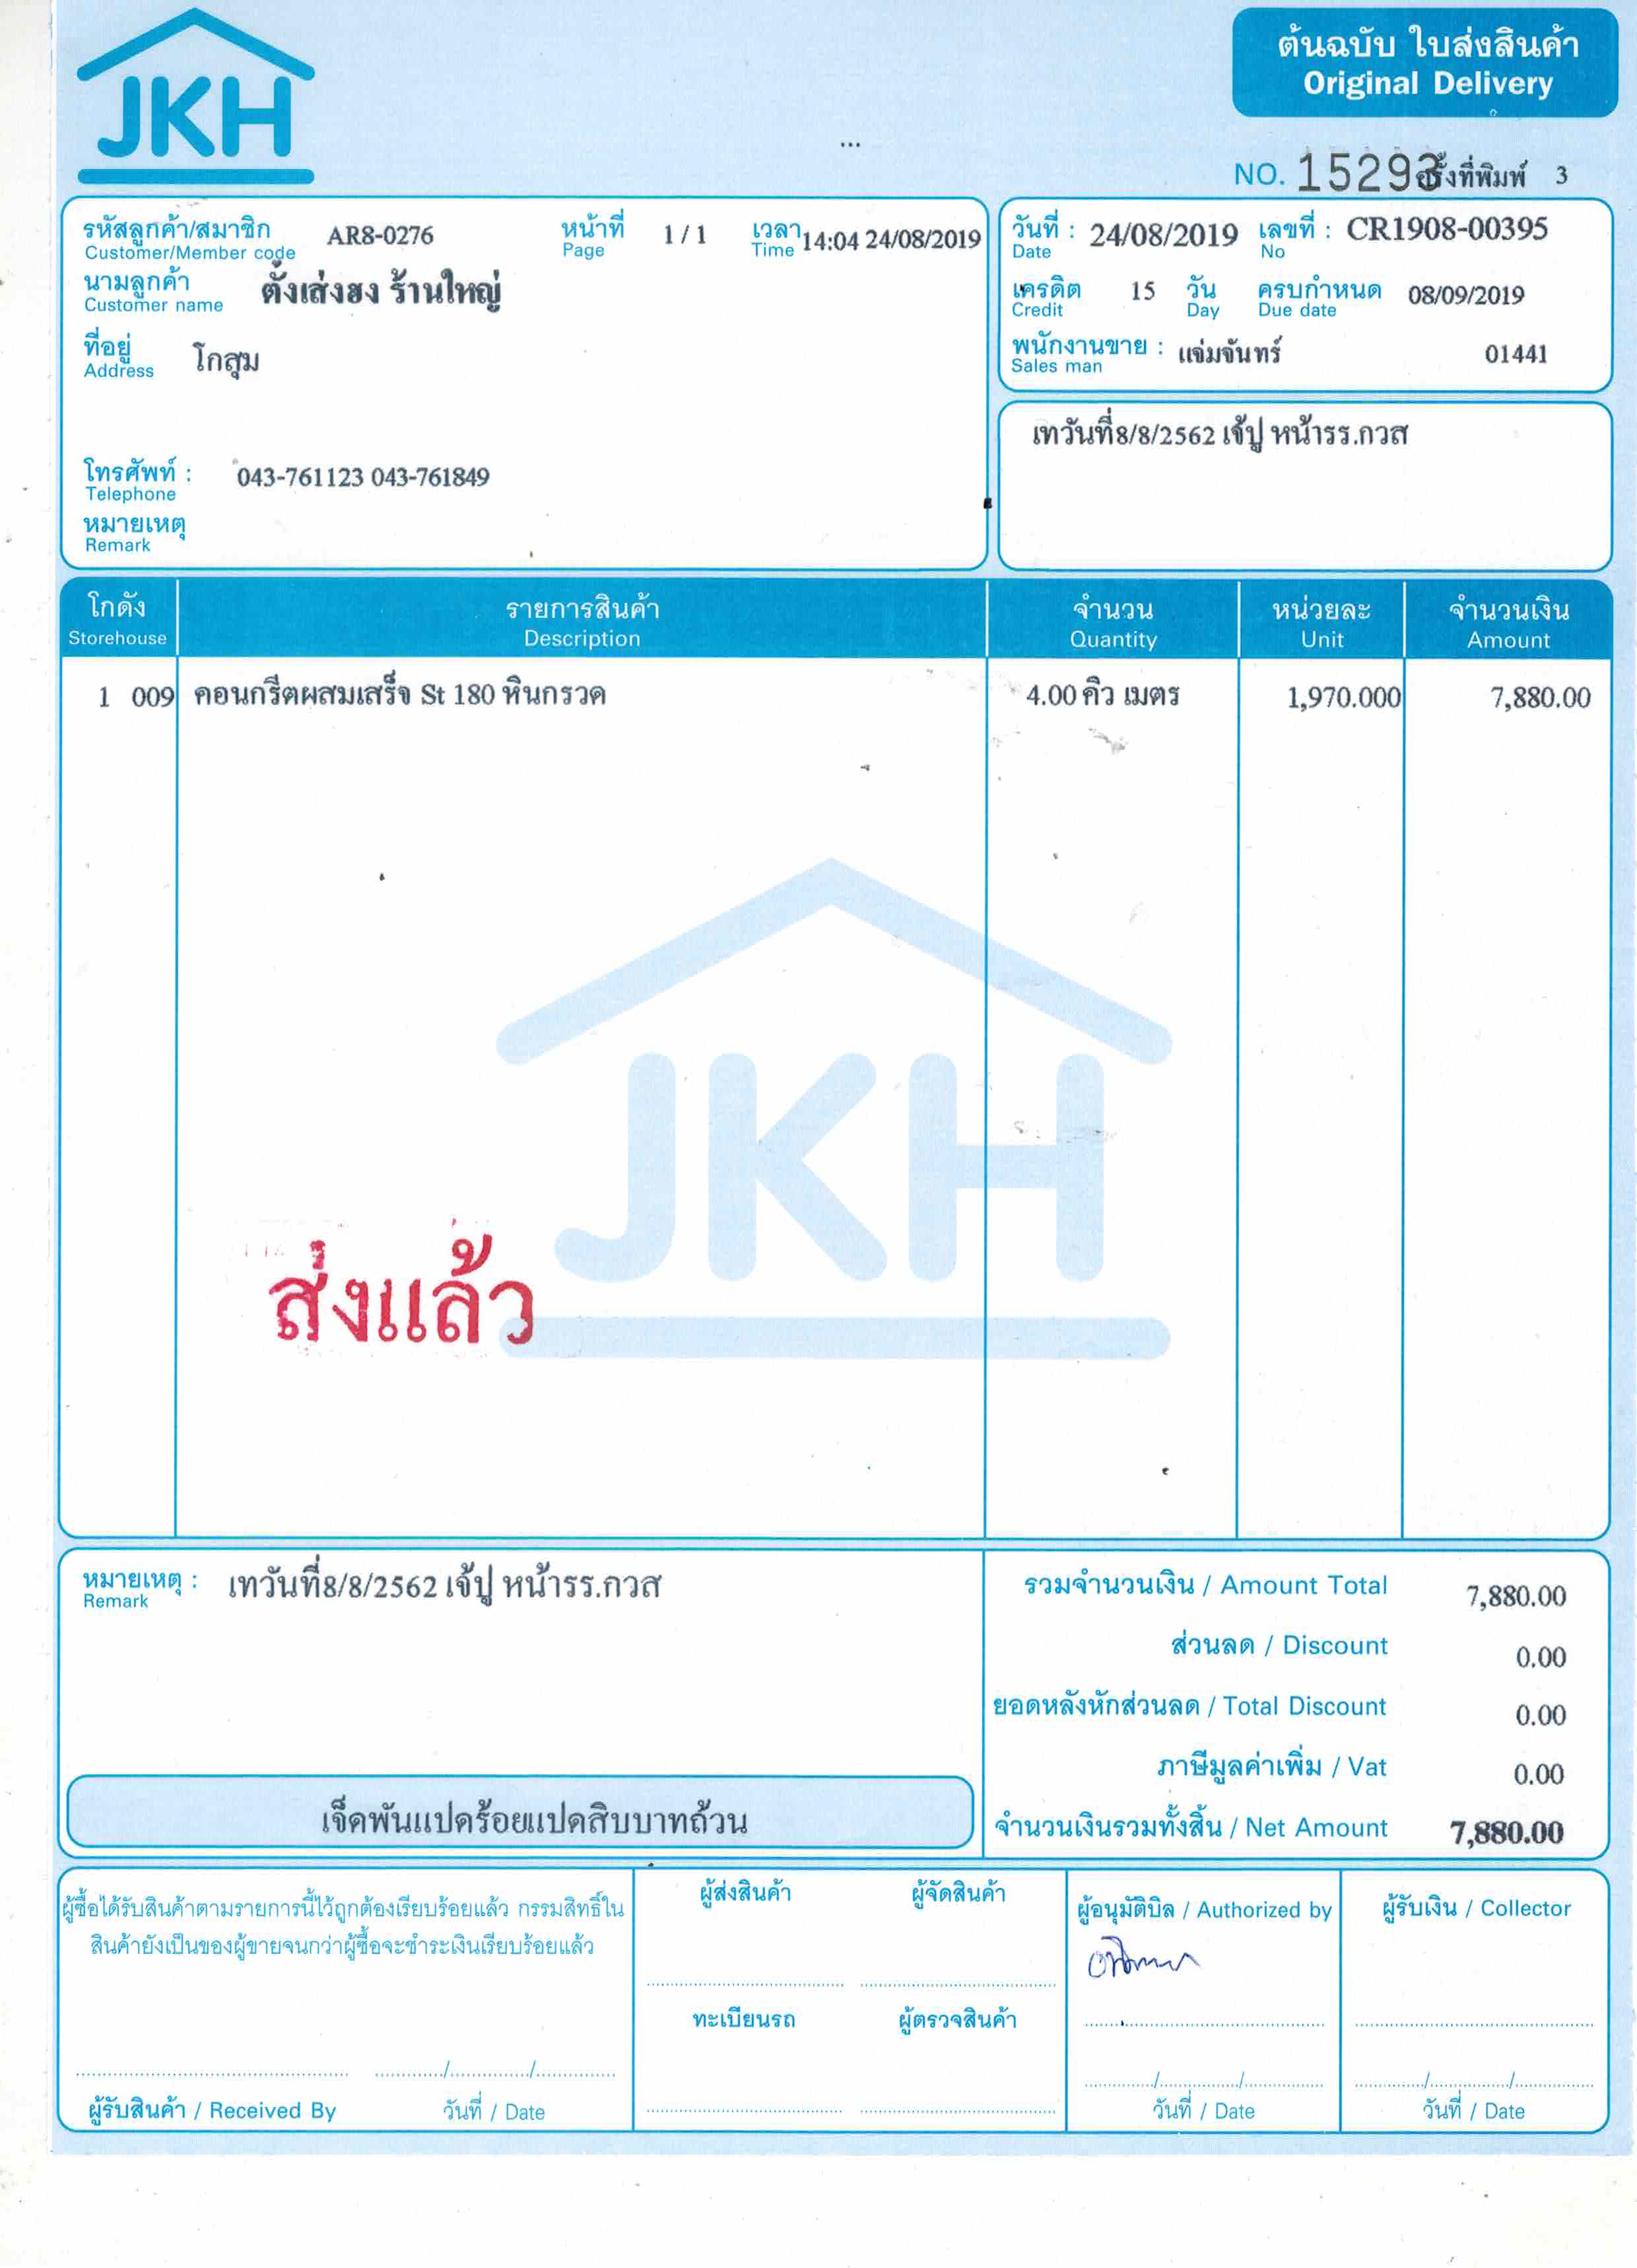 JKH
ต้นฉบับ ใบส่งสินค้า
Original Delivery
...
NO. 15293 ครั้งที่พิมพ์ 3
รหัสลูกค้า/สมาชิก AR8-0276 หน้าที่ 1 / 1 เวลา 14:04 24/08/2019
Customer/Member code Page Time
นามลูกค้า ตั้งเส่งฮง ร้านใหญ่
Customer name
ที่อยู่ โกสุม
Address
โทรศัพท์ : 043-761123 043-761849
Telephone
หมายเหตุ
Remark
วันที่ : 24/08/2019 เลขที่ : CR1908-00395
Date No
เครดิต 15 วัน ครบกำหนด 08/09/2019
Credit Day Due date
พนักงานขาย : แจ่มจันทร์ 01441
Sales man
เทวันที่8/8/2562 เจ้ปู หน้ารร.กวส
โกดัง รายการสินค้า จำนวน หน่วยละ จำนวนเงิน
Storehouse Description Quantity Unit Amount
1 009 คอนกรีตผสมเสร็จ St 180 หินกรวด 4.00 คิว เมตร 1,970.000 7,880.00
JKH
ส่งแล้ว
หมายเหตุ : เทวันที่8/8/2562 เจ้ปู หน้ารร.กวส
Remark
รวมจำนวนเงิน / Amount Total 7,880.00
ส่วนลด / Discount 0.00
ยอดหลังหักส่วนลด / Total Discount 0.00
ภาษีมูลค่าเพิ่ม / Vat 0.00
เจ็ดพันแปดร้อยแปดสิบบาทถ้วน
จำนวนเงินรวมทั้งสิ้น / Net Amount 7,880.00
ผู้ซื้อได้รับสินค้าตามรายการนี้ไว้ถูกต้องเรียบร้อยแล้ว กรรมสิทธิ์ใน
สินค้ายังเป็นของผู้ขายจนกว่าผู้ซื้อจะชำระเงินเรียบร้อยแล้ว
ผู้รับสินค้า / Received By วันที่ / Date
ผู้ส่งสินค้า ผู้จัดสินค้า
ทะเบียนรถ ผู้ตรวจสินค้า
ผู้อนุมัติบิล / Authorized by
วันที่ / Date
ผู้รับเงิน / Collector
วันที่ / Date